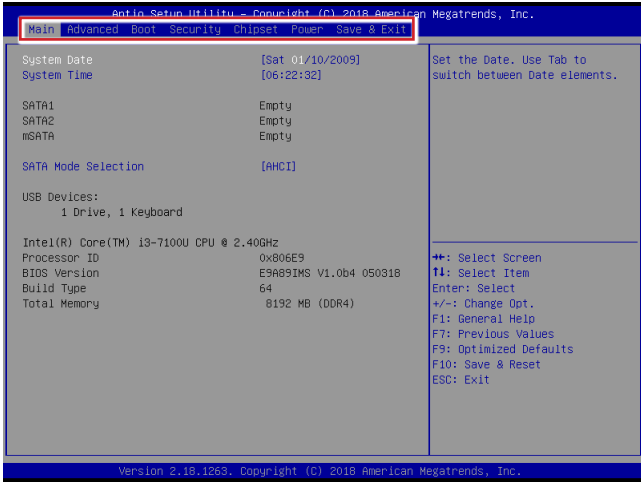 Aptio Setup Utility – Copyright (C) 2018 American Megatrends, Inc.
Main Advanced Boot Security Chipset Power Save & Exit
System Date [Sat 01/10/2009]
System Time [06:22:32]
SATA1 Empty
SATA2 Empty
mSATA Empty
SATA Mode Selection [AHCI]
USB Devices:
1 Drive, 1 Keyboard
Intel(R) Core(TM) i3-7100U CPU @ 2.40GHz
Processor ID 0x806E9
BIOS Version E9A89IMS V1.0b4 050318
Build Type 64
Total Memory 8192 MB (DDR4)
Set the Date. Use Tab to
switch between Date elements.
→←: Select Screen
↑↓: Select Item
Enter: Select
+/-: Change Opt.
F1: General Help
F7: Previous Values
F9: Optimized Defaults
F10: Save & Reset
ESC: Exit
Version 2.18.1263. Copyright (C) 2018 American Megatrends, Inc.